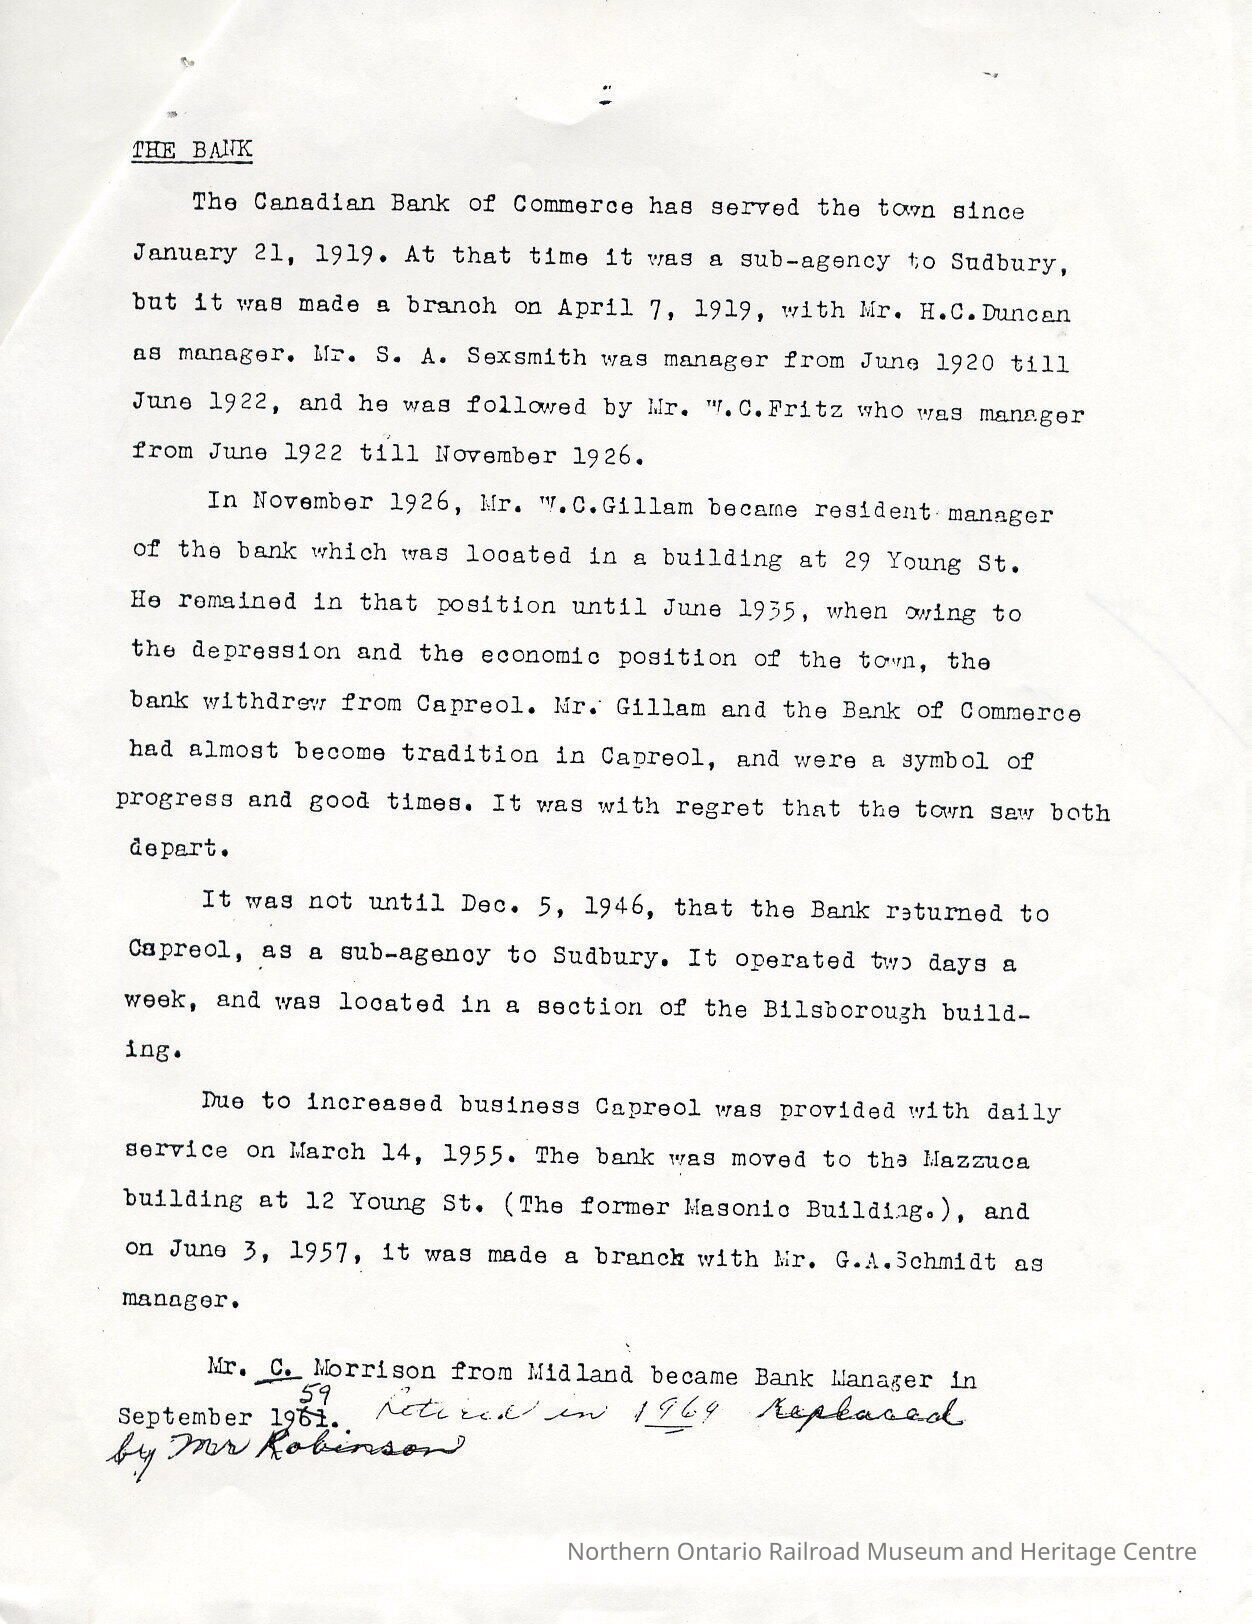 THE BANK
The Canadian Bank of Commerce has served the town since
January 21, 1919. At that time it was a sub-agency to Sudbury,
but it was made a branch on April 7, 1919, with Mr. H.C.Duncan
as manager. Mr. S. A. Sexsmith was manager from June 1920 till
June 1922, and he was followed by Mr. W.C.Fritz who was manager
from June 1922 till November 1926.
In November 1926, Mr. W.C.Gillam became resident manager
of the bank which was located in a building at 29 Young St.
He remained in that position until June 1935, when owing to
the depression and the economic position of the town, the
bank withdrew from Capreol. Mr. Gillam and the Bank of Commerce
had almost become tradition in Capreol, and were a symbol of
progress and good times. It was with regret that the town saw both
depart.
It was not until Dec. 5, 1946, that the Bank returned to
Capreol, as a sub-agency to Sudbury. It operated two days a
week, and was located in a section of the Bilsborough build-
ing.
Due to increased business Capreol was provided with daily
service on March 14, 1955. The bank was moved to the Mazzuca
building at 12 Young St. (The former Masonic Building.), and
on June 3, 1957, it was made a branch with Mr. G.A.Schmidt as
manager.
Mr. C. Morrison from Midland became Bank Manager in
59
September 1961. Retired in 1969 Replaced
by Mr Robinson
Northern Ontario Railroad Museum and Heritage Centre